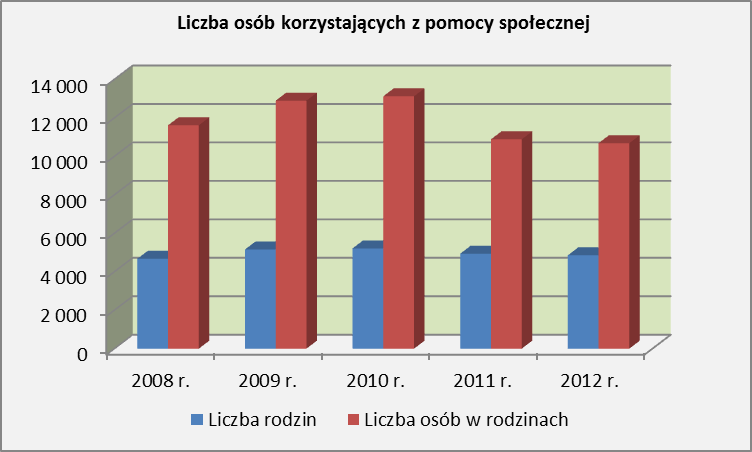 Liczba osób korzystających z pomocy społecznej
14 000
12 000
10 000
8 000
6 000
4 000
2 000
0
2008 r. 2009 r. 2010 r. 2011 r. 2012 r.
Liczba rodzin Liczba osób w rodzinach